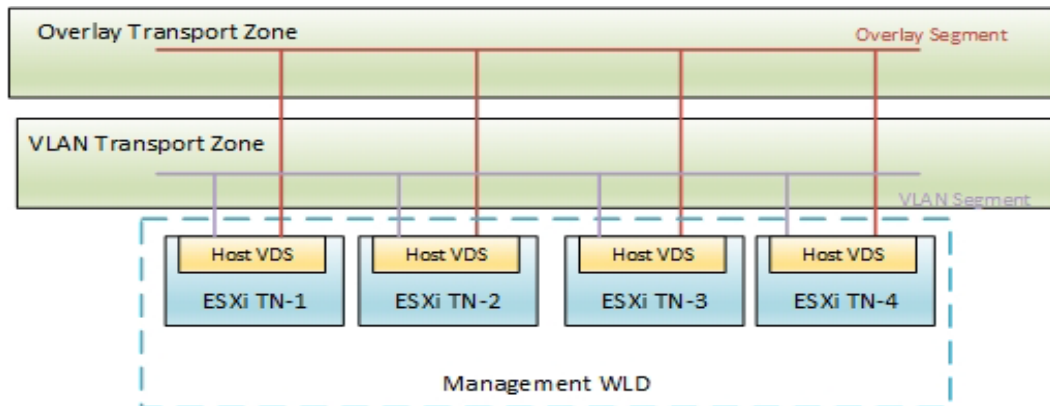 Overlay Transport Zone
Overlay Segment
VLAN Transport Zone
VLAN Segment
Host VDS
Host VDS
Host VDS
Host VDS
ESXi TN-1
ESXi TN-2
ESXi TN-3
ESXi TN-4
Management WLD